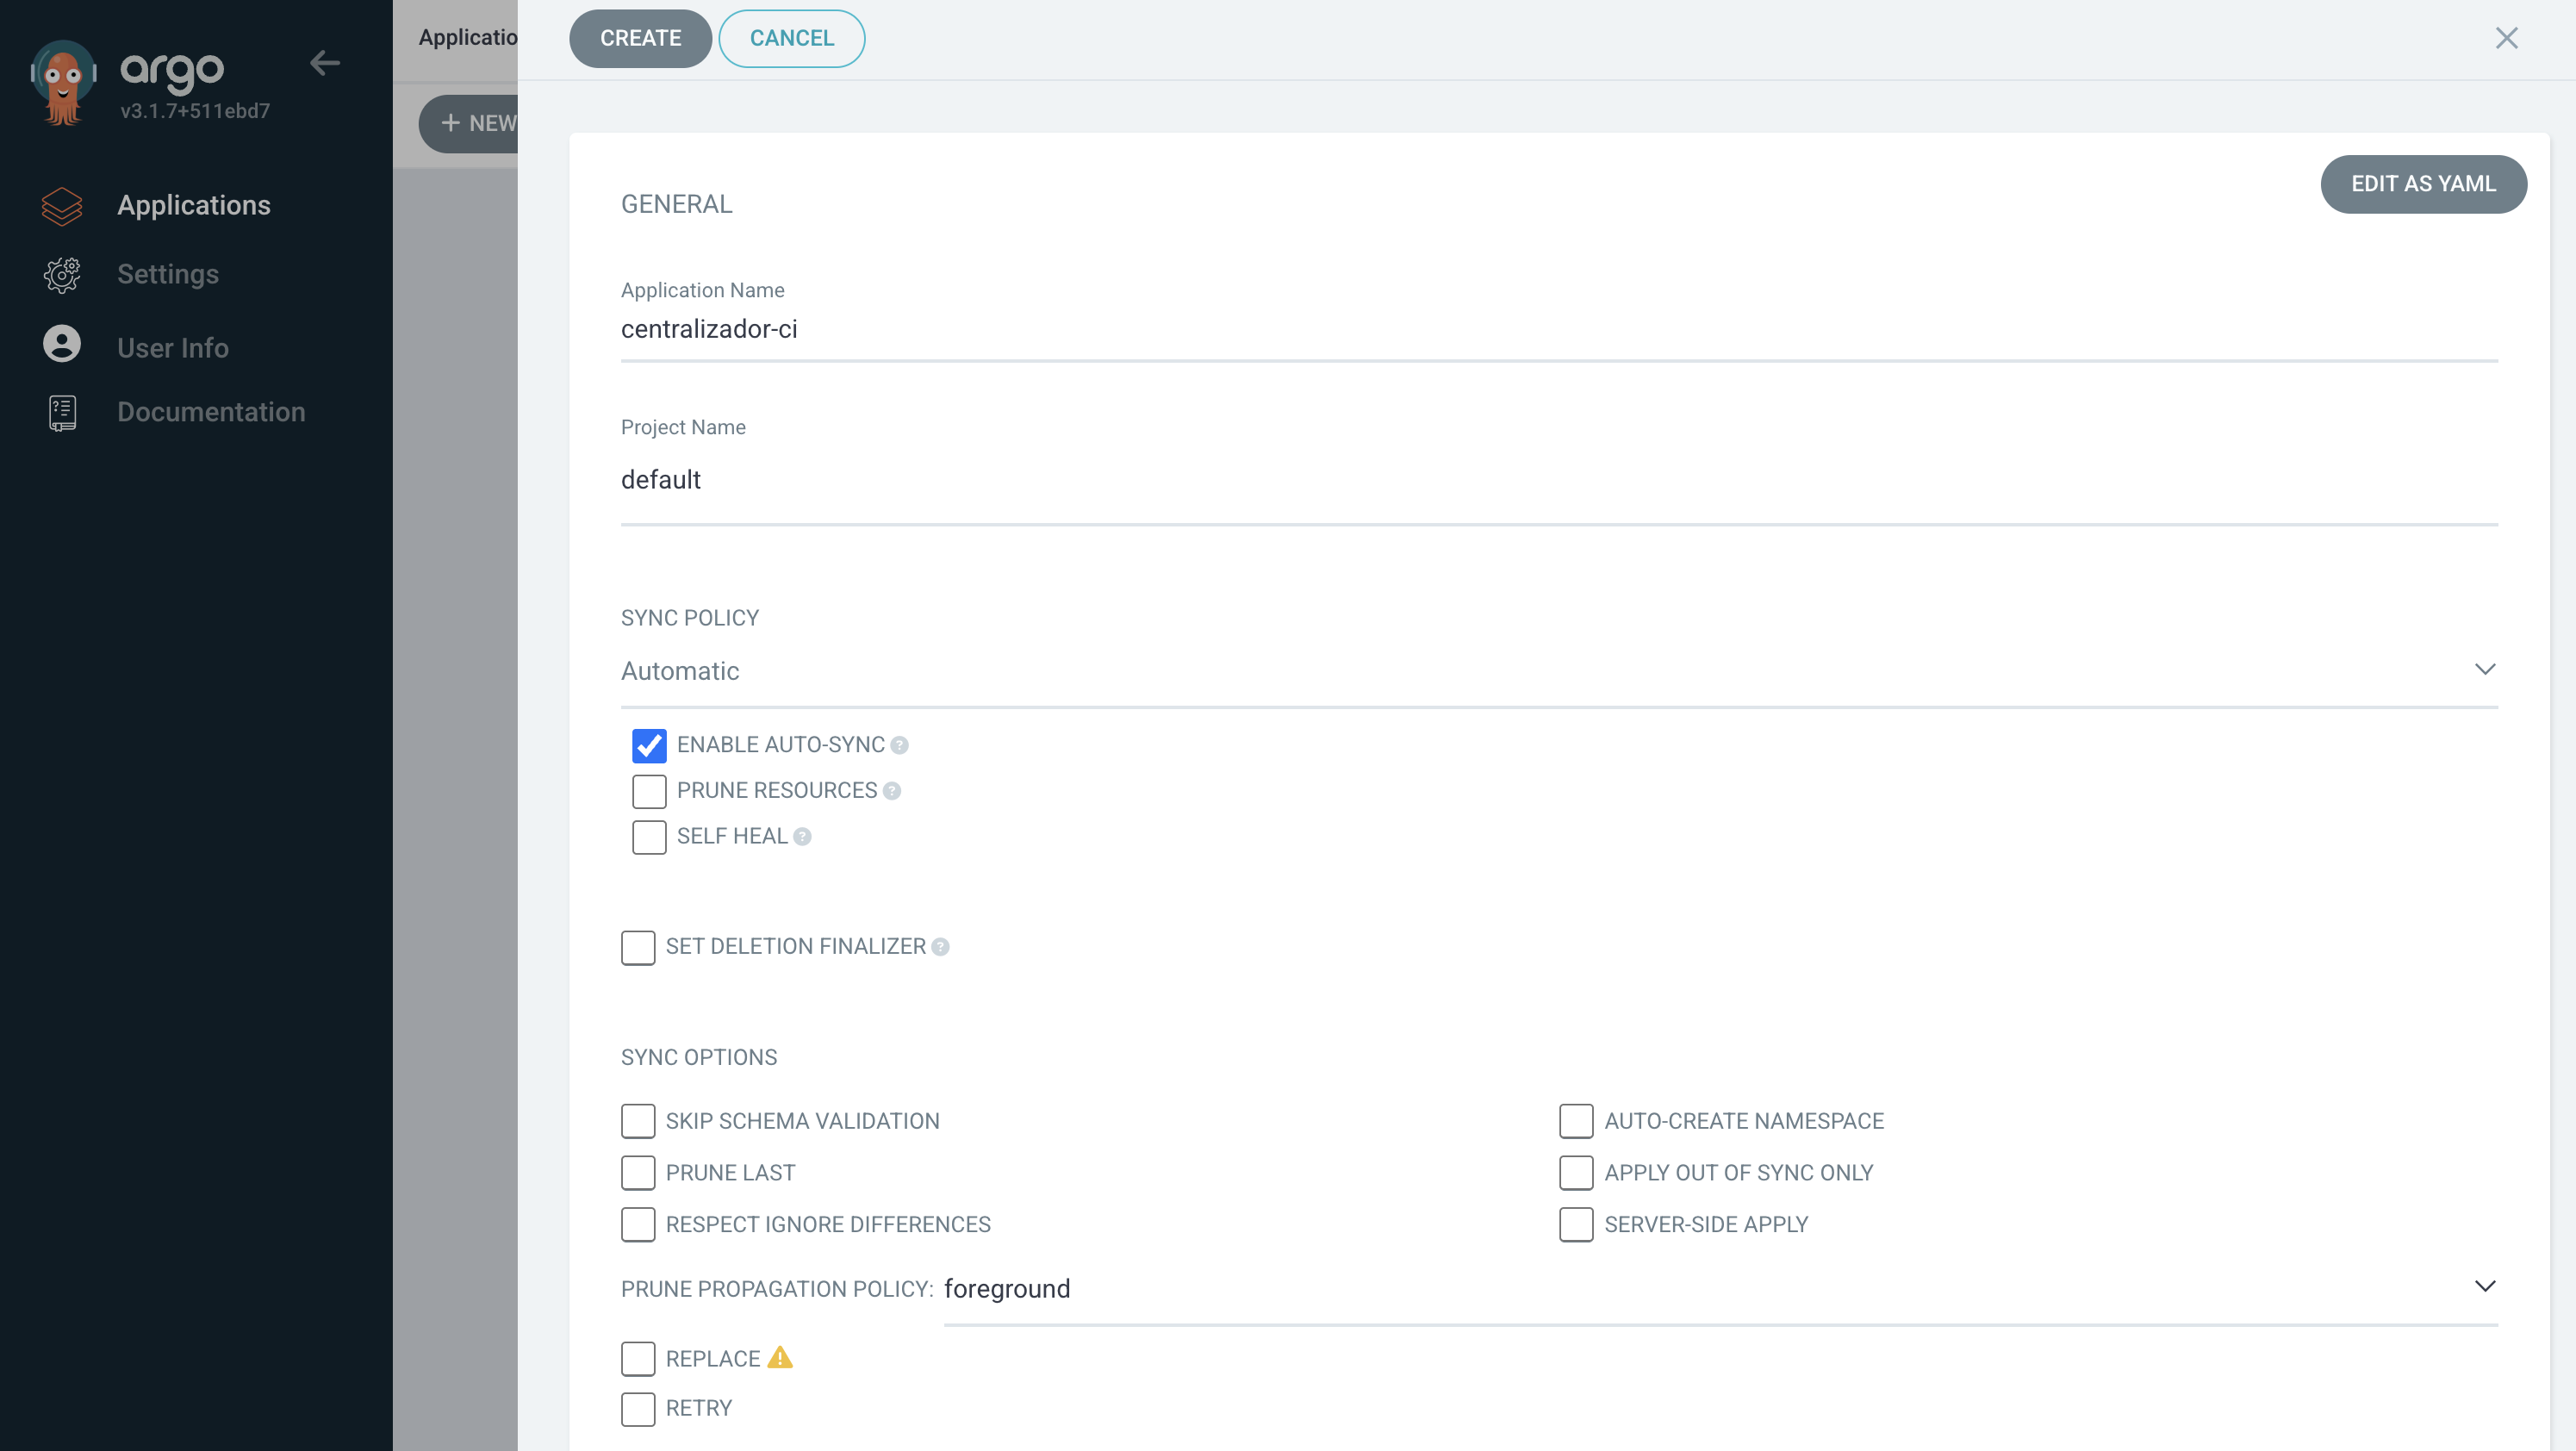 argo
v3.1.7+511ebd7
Applications
Settings
User Info
Documentation
Applicatio
+ NEW
CREATE
CANCEL
GENERAL
EDIT AS YAML
Application Name
centralizador-ci
Project Name
default
SYNC POLICY
Automatic
ENABLE AUTO-SYNC ?
PRUNE RESOURCES ?
SELF HEAL ?
SET DELETION FINALIZER ?
SYNC OPTIONS
SKIP SCHEMA VALIDATION
AUTO-CREATE NAMESPACE
PRUNE LAST
APPLY OUT OF SYNC ONLY
RESPECT IGNORE DIFFERENCES
SERVER-SIDE APPLY
PRUNE PROPAGATION POLICY: foreground
REPLACE
RETRY